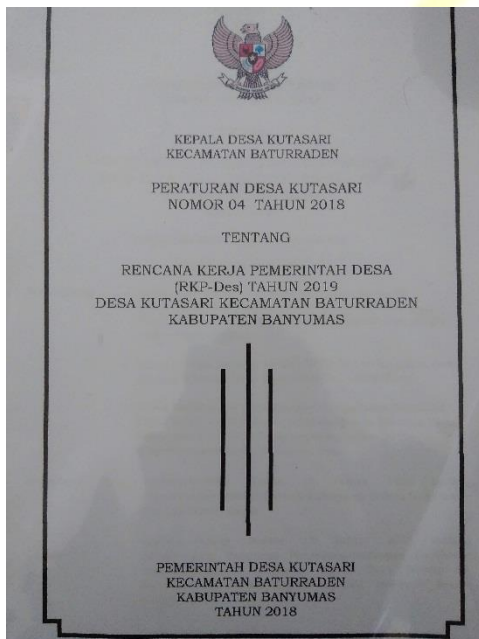 KEPALA DESA KUTASARI
KECAMATAN BATURRADEN
PERATURAN DESA KUTASARI
NOMOR 04 TAHUN 2018
TENTANG
RENCANA KERJA PEMERINTAH DESA
(RKP-Des) TAHUN 2019
DESA KUTASARI KECAMATAN BATURRADEN
KABUPATEN BANYUMAS
PEMERINTAH DESA KUTASARI
KECAMATAN BATURRADEN
KABUPATEN BANYUMAS
TAHUN 2018